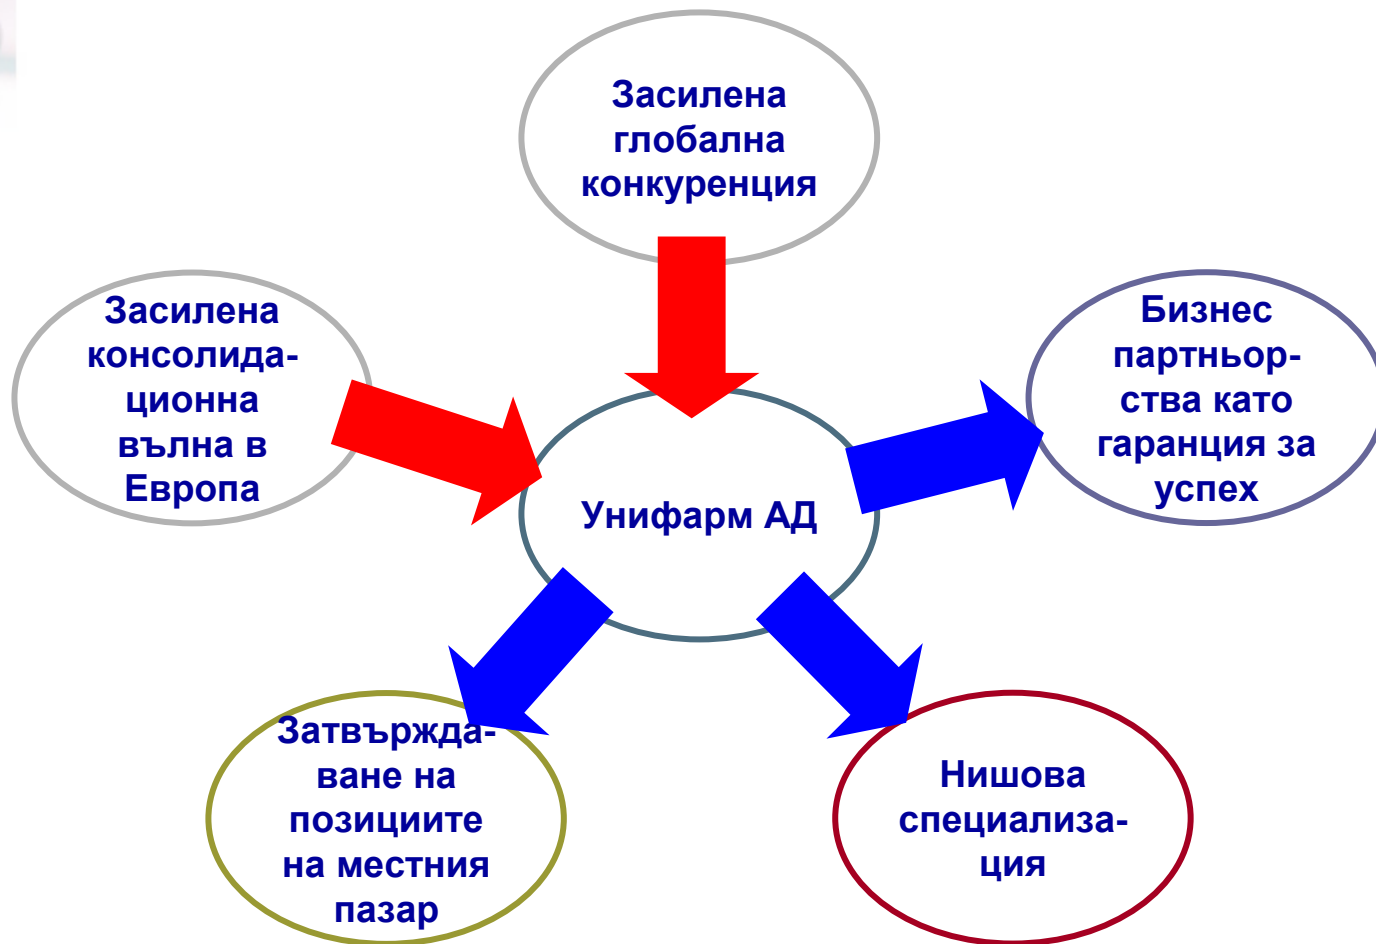 Засилена
глобална
конкуренция
Засилена
консолида-
ционна
вълна в
Европа
Бизнес
партньор-
ства като
гаранция за
успех
Унифарм АД
Затвържда-
ване на
позициите
на местния
пазар
Нишова
специализа-
ция